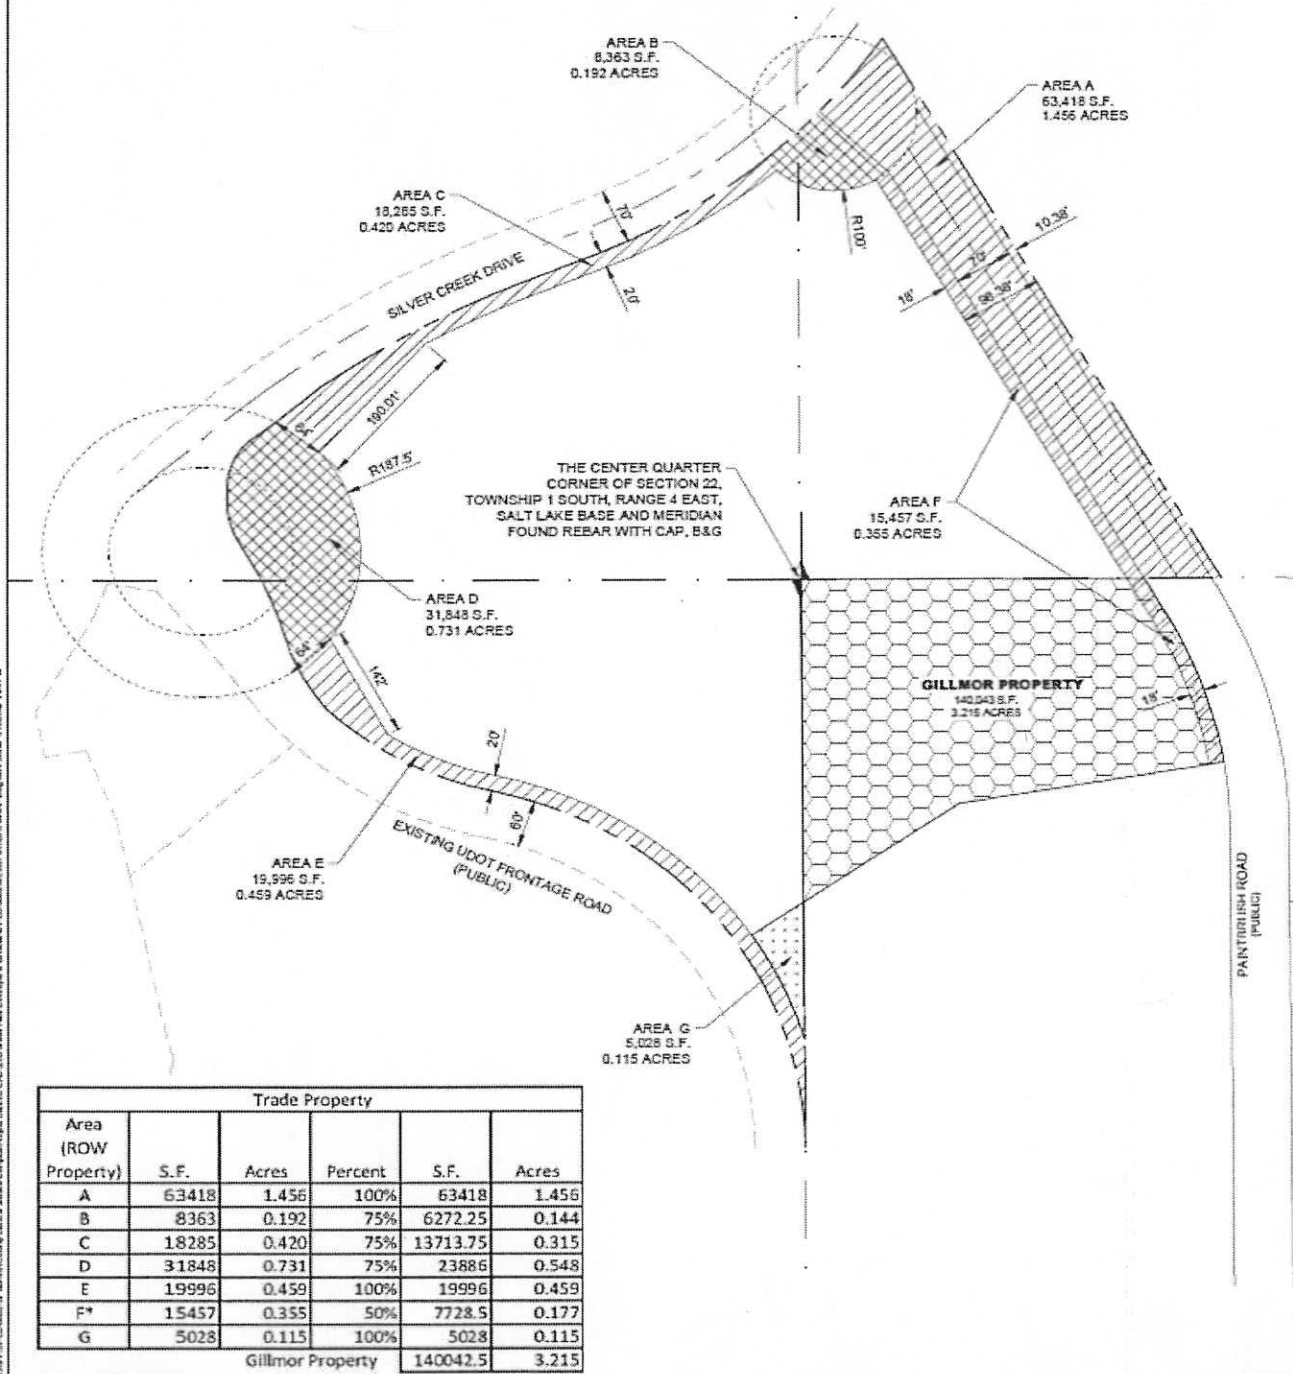 AREA B
8,363 S.F.
0.192 ACRES
AREA A
63,418 S.F.
1.456 ACRES
AREA C
18,285 S.F.
0.420 ACRES
70'
20'
SILVER CREEK DRIVE
R100'
10.38'
70'
18'
98.38'
190.01'
64'
R187.5'
THE CENTER QUARTER
CORNER OF SECTION 22,
TOWNSHIP 1 SOUTH, RANGE 4 EAST,
SALT LAKE BASE AND MERIDIAN
FOUND REBAR WITH CAP, B&G
AREA F
15,457 S.F.
0.355 ACRES
AREA D
31,848 S.F.
0.731 ACRES
64'
142'
GILLMOR PROPERTY
140,043 S.F.
3.215 ACRES
18'
20'
60'
EXISTING UDOT FRONTAGE ROAD
(PUBLIC)
AREA E
19,996 S.F.
0.459 ACRES
PAINTBRUSH ROAD
(PUBLIC)
AREA G
5,028 S.F.
0.115 ACRES
Trade Property
Area (ROW Property) S.F. Acres Percent S.F. Acres
A 63418 1.456 100% 63418 1.456
B 8363 0.192 75% 6272.25 0.144
C 18285 0.420 75% 13713.75 0.315
D 31848 0.731 75% 23886 0.548
E 19996 0.459 100% 19996 0.459
F* 15457 0.355 50% 7728.5 0.177
G 5028 0.115 100% 5028 0.115
Gillmor Property 140042.5 3.215